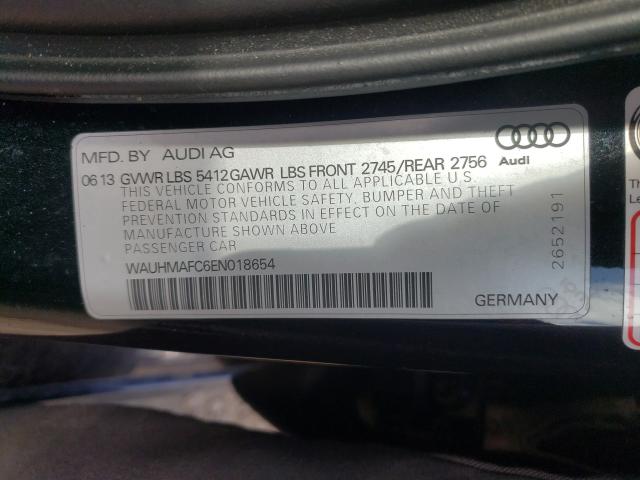 MFD. BY AUDI AG
06 13 GVWR LBS 5412 GAWR LBS FRONT 2745/REAR 2756
Audi
THIS VEHICLE CONFORMS TO ALL APPLICABLE U.S.
FEDERAL MOTOR VEHICLE SAFETY, BUMPER AND THEFT
PREVENTION STANDARDS IN EFFECT ON THE DATE OF
MANUFACTURE SHOWN ABOVE
PASSENGER CAR
WAUHMAFC6EN018654
GERMANY
2652191